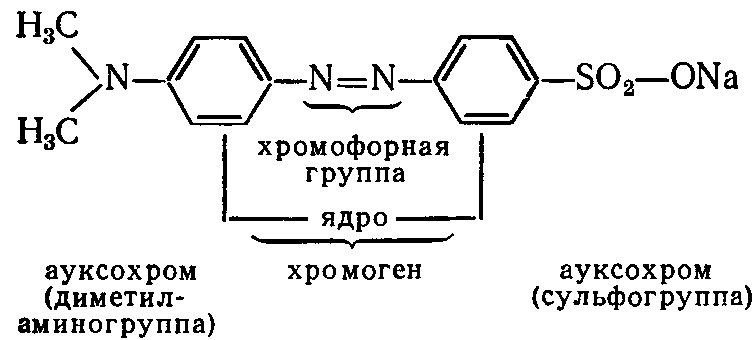 H₃C
N
N=N
SO₂—ONa
H₃C
хромофорная
группа
ядро
хромоген
ауксохром
(диметил-
аминогруппа)
ауксохром
(сульфогруппа)